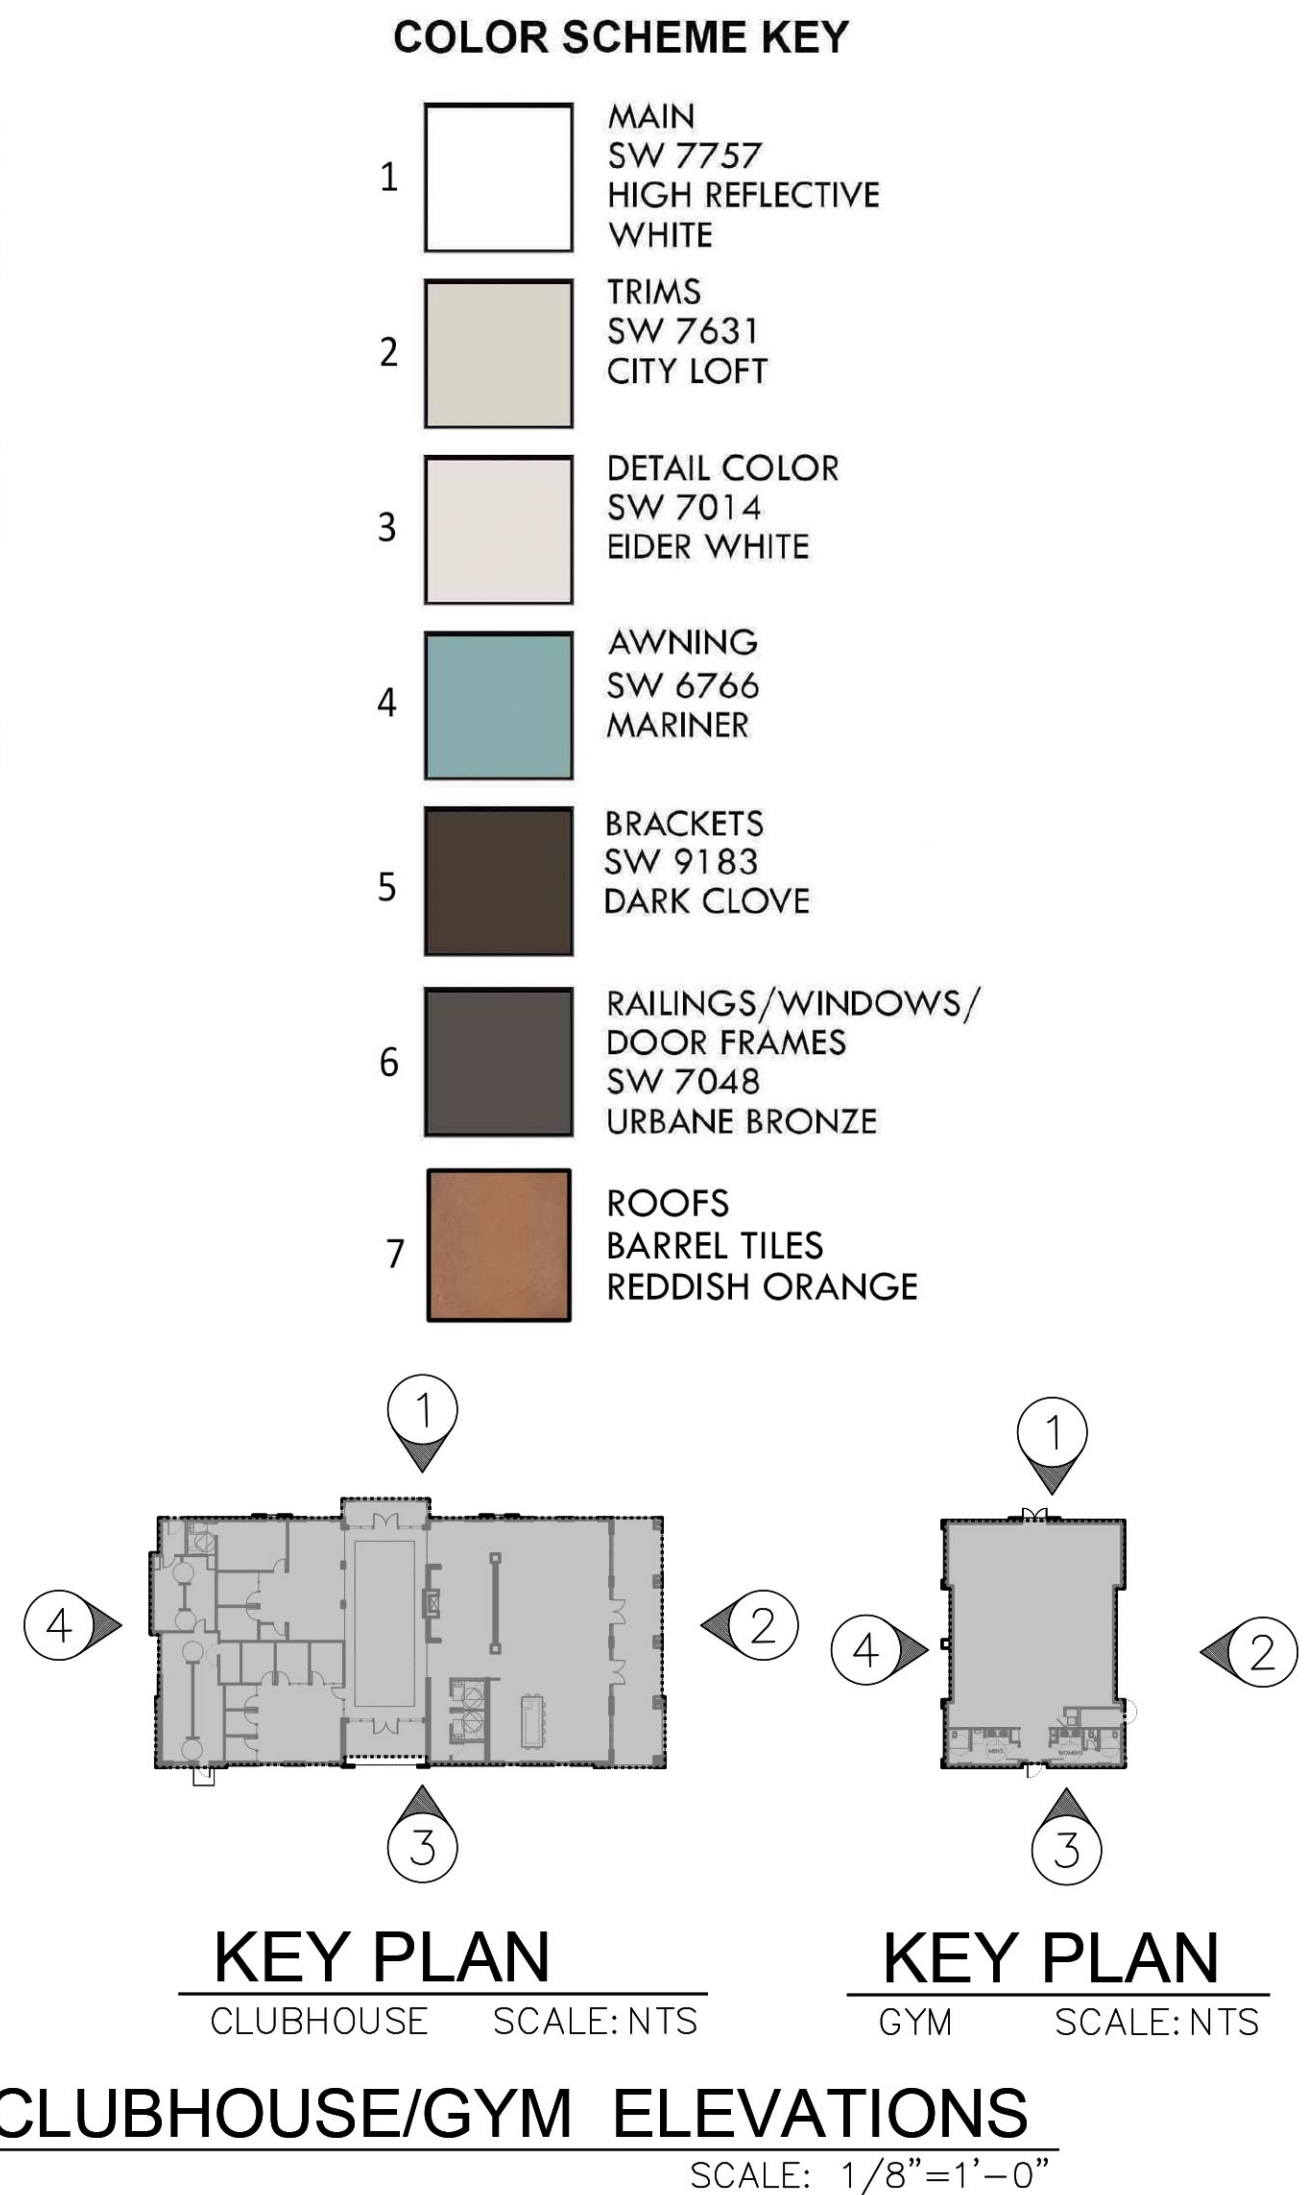 COLOR SCHEME KEY
1
MAIN
SW 7757
HIGH REFLECTIVE
WHITE
2
TRIMS
SW 7631
CITY LOFT
3
DETAIL COLOR
SW 7014
EIDER WHITE
4
AWNING
SW 6766
MARINER
5
BRACKETS
SW 9183
DARK CLOVE
6
RAILINGS/WINDOWS/
DOOR FRAMES
SW 7048
URBANE BRONZE
7
ROOFS
BARREL TILES
REDDISH ORANGE
1
4
2
3
KEY PLAN
CLUBHOUSE SCALE: NTS
1
4
2
MEN'S
WOMEN'S
3
KEY PLAN
GYM SCALE: NTS
CLUBHOUSE/GYM ELEVATIONS
SCALE: 1/8"=1'-0"